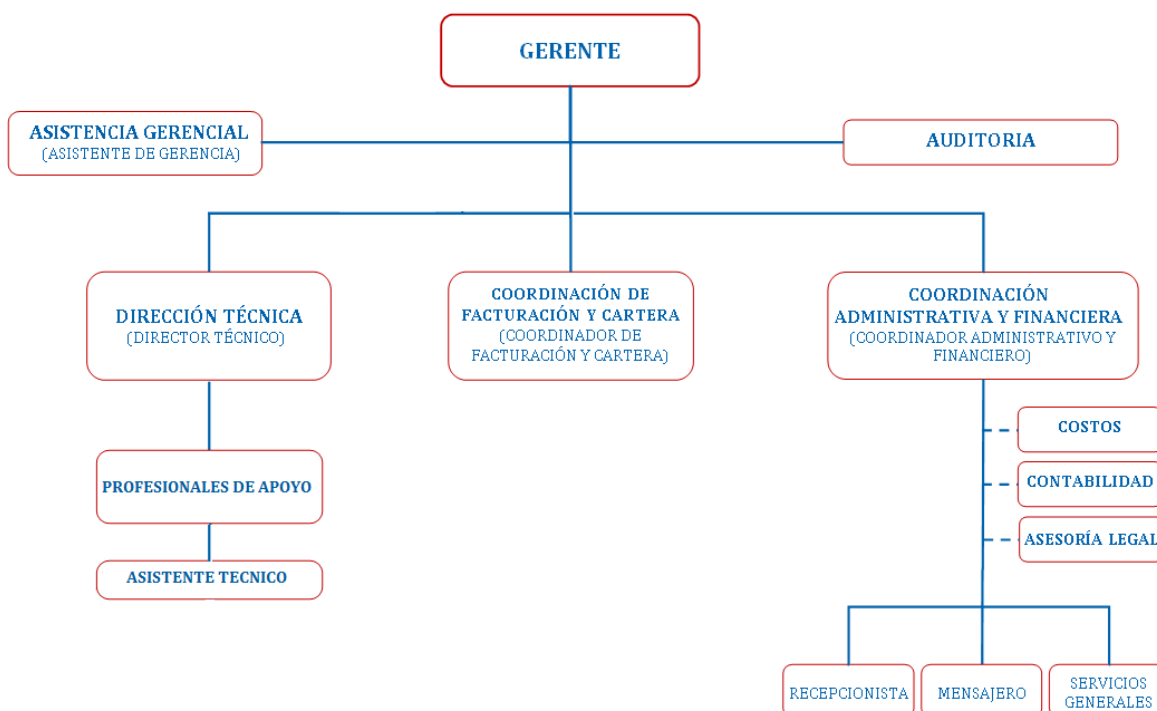 GERENTE
ASISTENCIA GERENCIAL
(ASISTENTE DE GERENCIA)
AUDITORIA
DIRECCIÓN TÉCNICA
(DIRECTOR TÉCNICO)
COORDINACIÓN DE
FACTURACIÓN Y CARTERA
(COORDINADOR DE
FACTURACIÓN Y CARTERA)
COORDINACIÓN
ADMINISTRATIVA Y FINANCIERA
(COORDINADOR ADMINISTRATIVO Y
FINANCIERO)
PROFESIONALES DE APOYO
ASISTENTE TECNICO
COSTOS
CONTABILIDAD
ASESORÍA LEGAL
RECEPCIONISTA
MENSAJERO
SERVICIOS
GENERALES